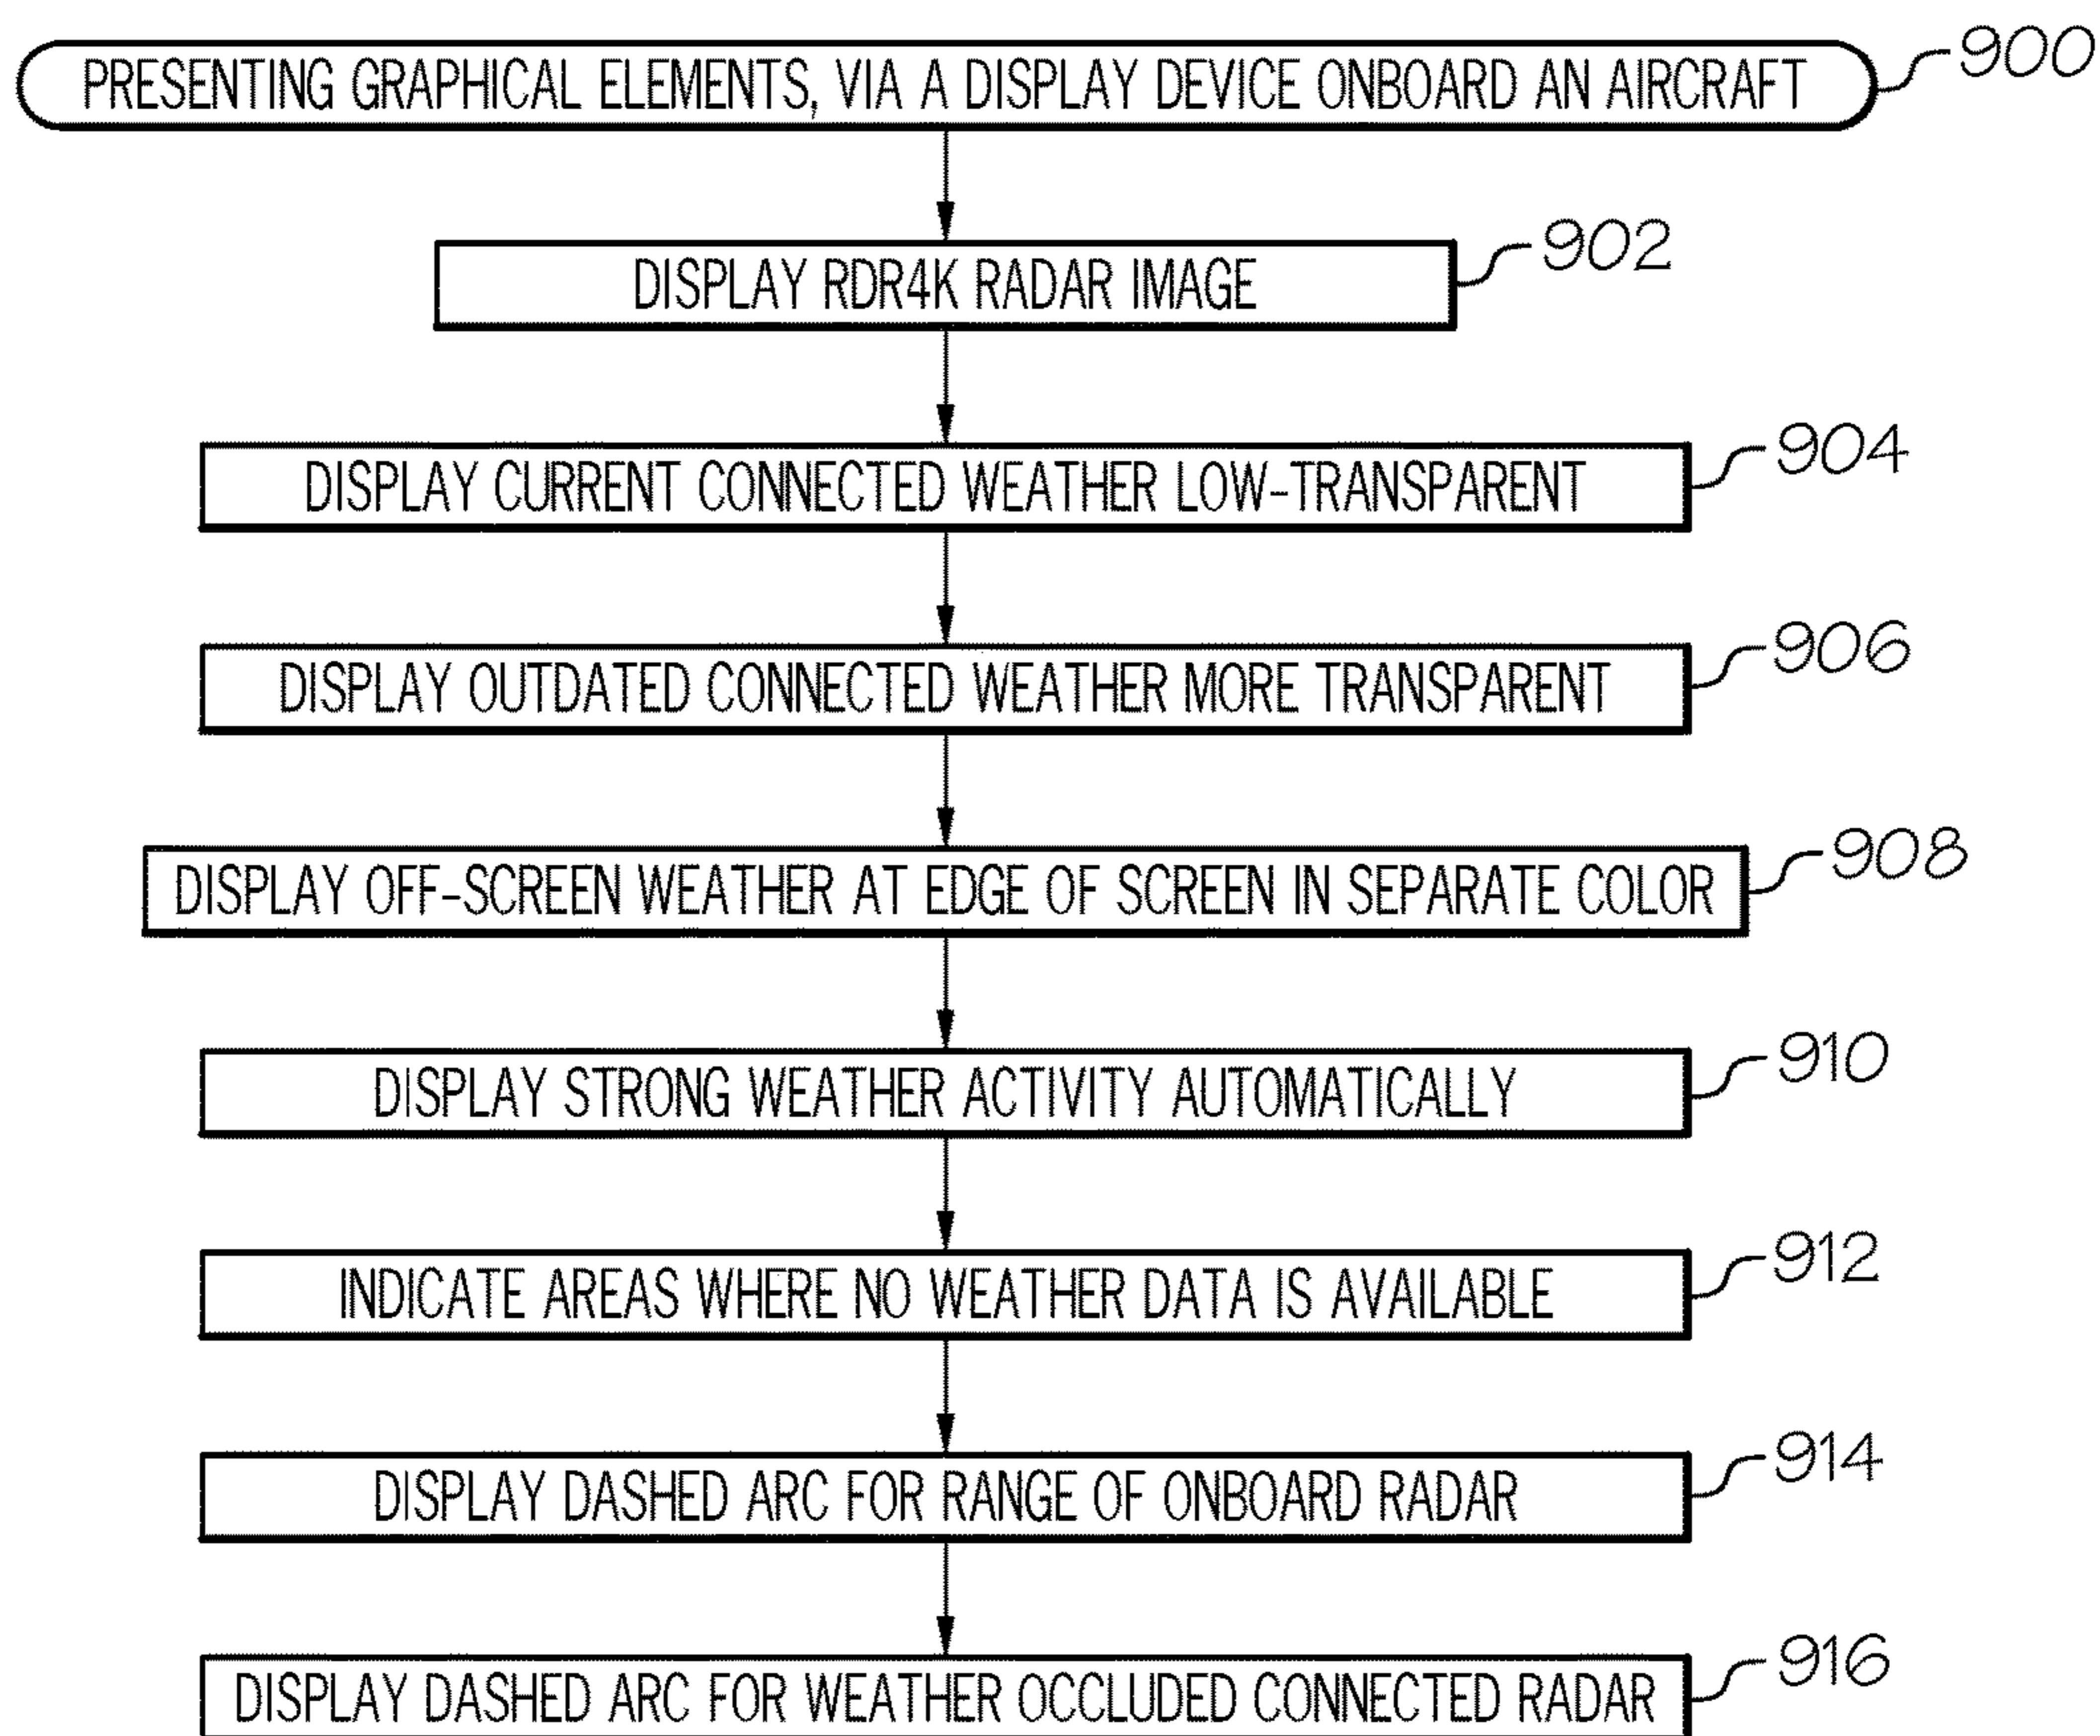 PRESENTING GRAPHICAL ELEMENTS, VIA A DISPLAY DEVICE ONBOARD AN AIRCRAFT 900
DISPLAY RDR4K RADAR IMAGE 902
DISPLAY CURRENT CONNECTED WEATHER LOW-TRANSPARENT 904
DISPLAY OUTDATED CONNECTED WEATHER MORE TRANSPARENT 906
DISPLAY OFF-SCREEN WEATHER AT EDGE OF SCREEN IN SEPARATE COLOR 908
DISPLAY STRONG WEATHER ACTIVITY AUTOMATICALLY 910
INDICATE AREAS WHERE NO WEATHER DATA IS AVAILABLE 912
DISPLAY DASHED ARC FOR RANGE OF ONBOARD RADAR 914
DISPLAY DASHED ARC FOR WEATHER OCCLUDED CONNECTED RADAR 916